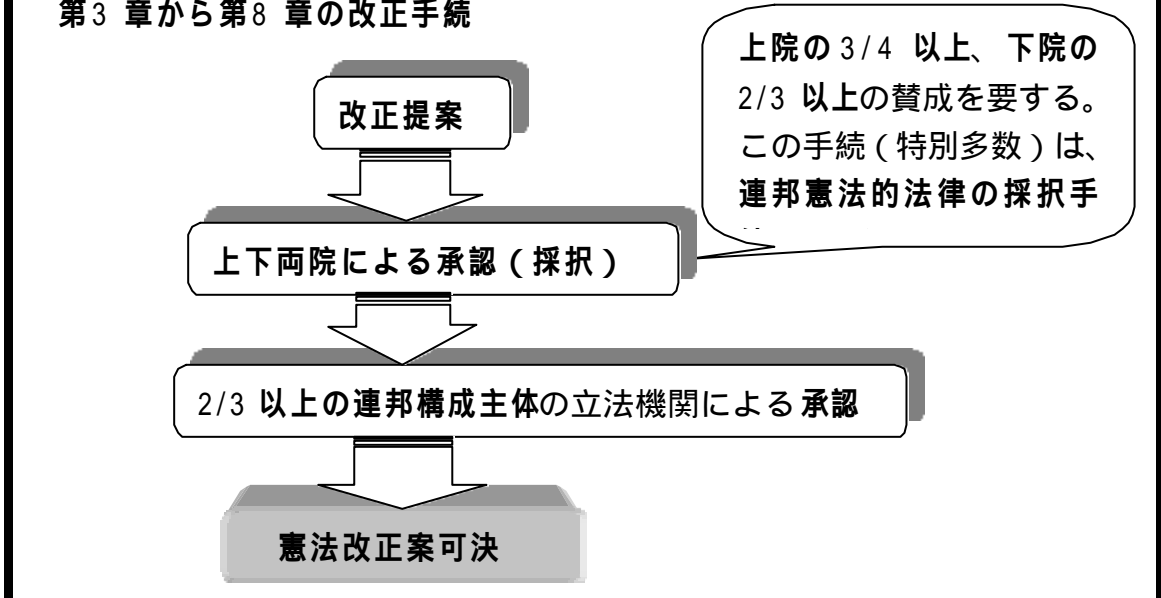 第3 章から第8 章の改正手続
上院の 3/4 以上、下院の
2/3 以上の賛成を要する。
この手続(特別多数)は、
連邦憲法的法律の採択手
改正提案
上下両院による承認(採択)
2/3 以上の連邦構成主体の立法機関による承認
憲法改正案可決